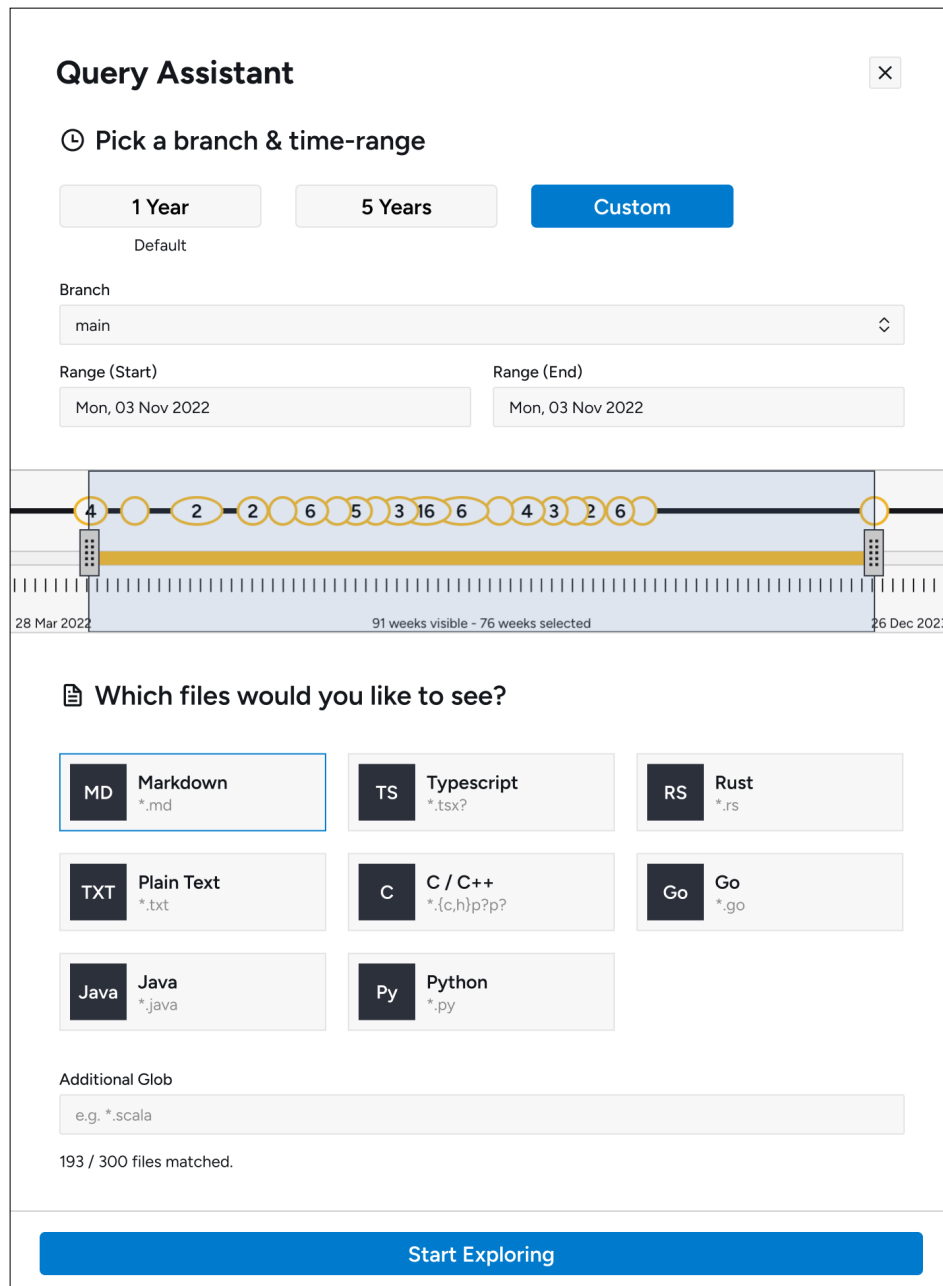 Query Assistant
Pick a branch & time-range
1 Year
5 Years
Custom
Default
Branch
main
Range (Start)
Range (End)
Mon, 03 Nov 2022
Mon, 03 Nov 2022
4 2 2 6 5 3 16 6 4 3 2 6
28 Mar 2022
91 weeks visible - 76 weeks selected
26 Dec 2023
Which files would you like to see?
MD
Markdown
*.md
TS
Typescript
*.tsx?
RS
Rust
*.rs
TXT
Plain Text
*.txt
C
C / C++
*.{c,h}p?p?
Go
Go
*.go
Java
Java
*.java
Py
Python
*.py
Additional Glob
e.g. *.scala
193 / 300 files matched.
Start Exploring